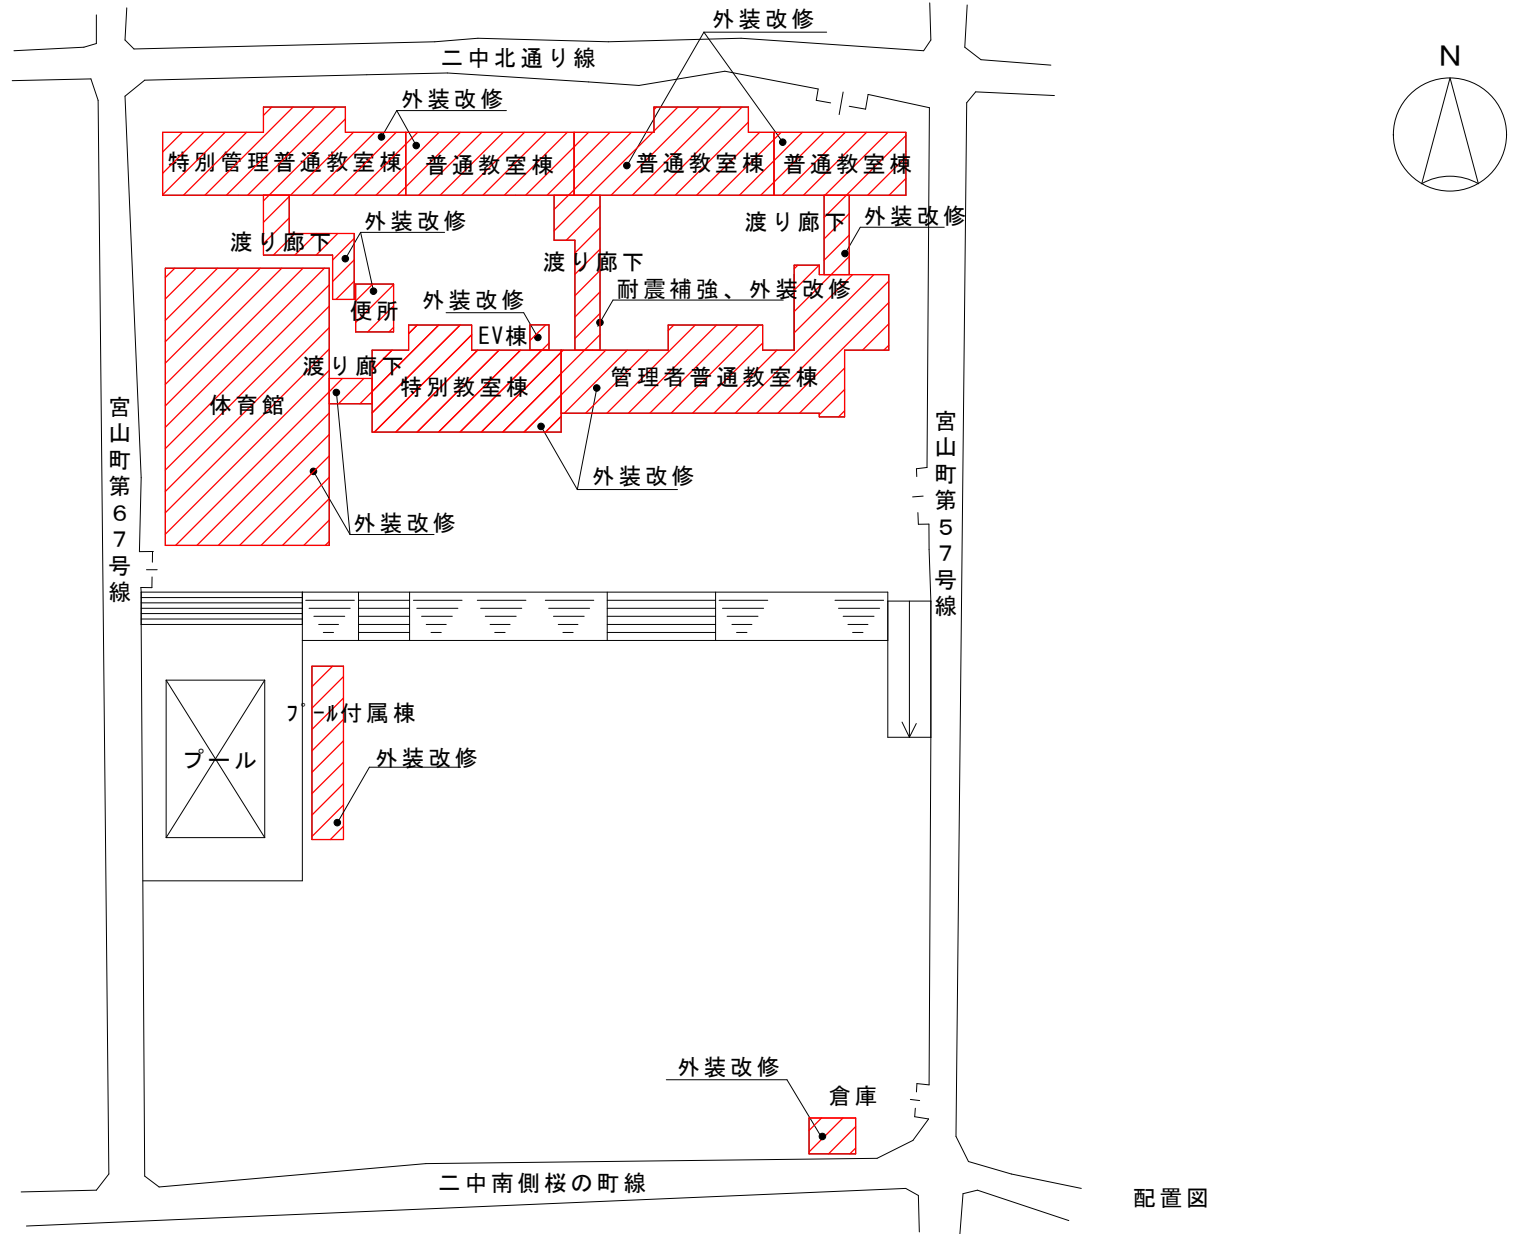 外装改修
N
二中北通り線
外装改修
特別管理普通教室棟
普通教室棟
普通教室棟
普通教室棟
渡り廊下
外装改修
渡り廊下
外装改修
渡り廊下
耐震補強、外装改修
外装改修
便所
EV棟
渡り廊下
特別教室棟
管理者普通教室棟
体育館
宮山町第67号線
宮山町第57号線
外装改修
外装改修
ﾌﾟｰﾙ付属棟
プール
外装改修
外装改修
倉庫
二中南側桜の町線
配置図